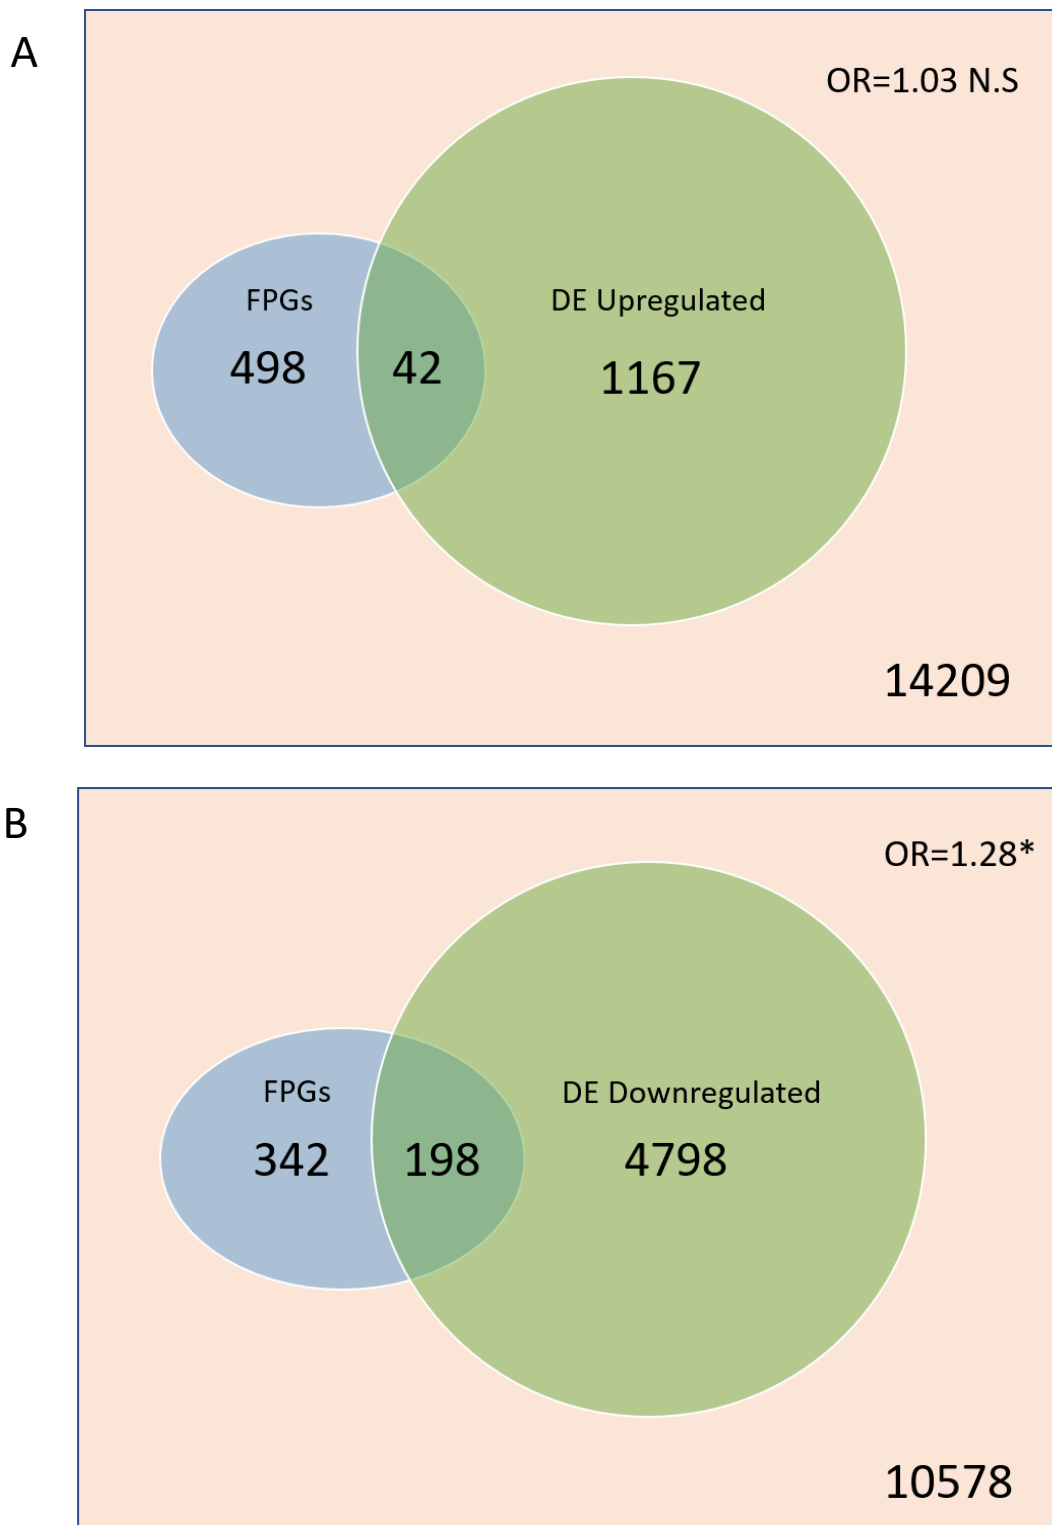 A
OR=1.03 N.S
FPGs
DE Upregulated
498
42
1167
14209
B
OR=1.28*
FPGs
DE Downregulated
342
198
4798
10578